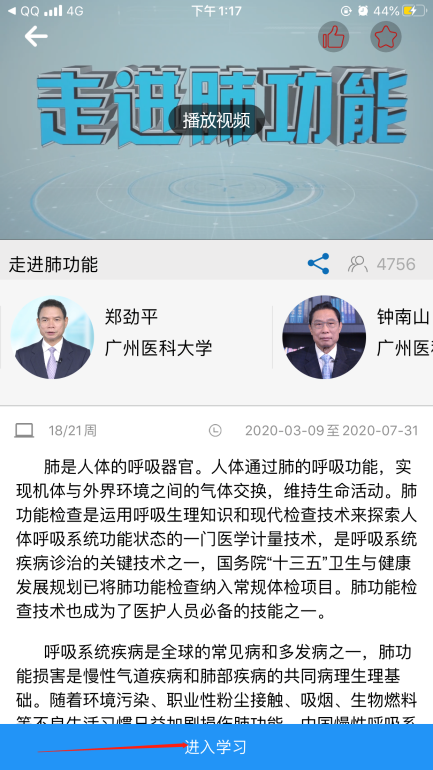 QQ 4G 下午1:17 44%
走进肺功能
播放视频
走进肺功能 4756
郑劲平
广州医科大学
钟南山
广州医
18/21周 2020-03-09至2020-07-31
肺是人体的呼吸器官。人体通过肺的呼吸功能，实
现机体与外界环境之间的气体交换，维持生命活动。肺
功能检查是运用呼吸生理知识和现代检查技术来探索人
体呼吸系统功能状态的一门医学计量技术，是呼吸系统
疾病诊治的关键技术之一，国务院“十三五”卫生与健康
发展规划已将肺功能检查纳入常规体检项目。肺功能检
查技术也成为了医护人员必备的技能之一。
呼吸系统疾病是全球的常见病和多发病之一，肺功
能损害是慢性气道疾病和肺部疾病的共同病理生理基
础。随着环境污染、职业性粉尘接触、吸烟、生物燃料
等不良生活习惯日益加剧损伤肺功能，中国慢性呼吸系
进入学习